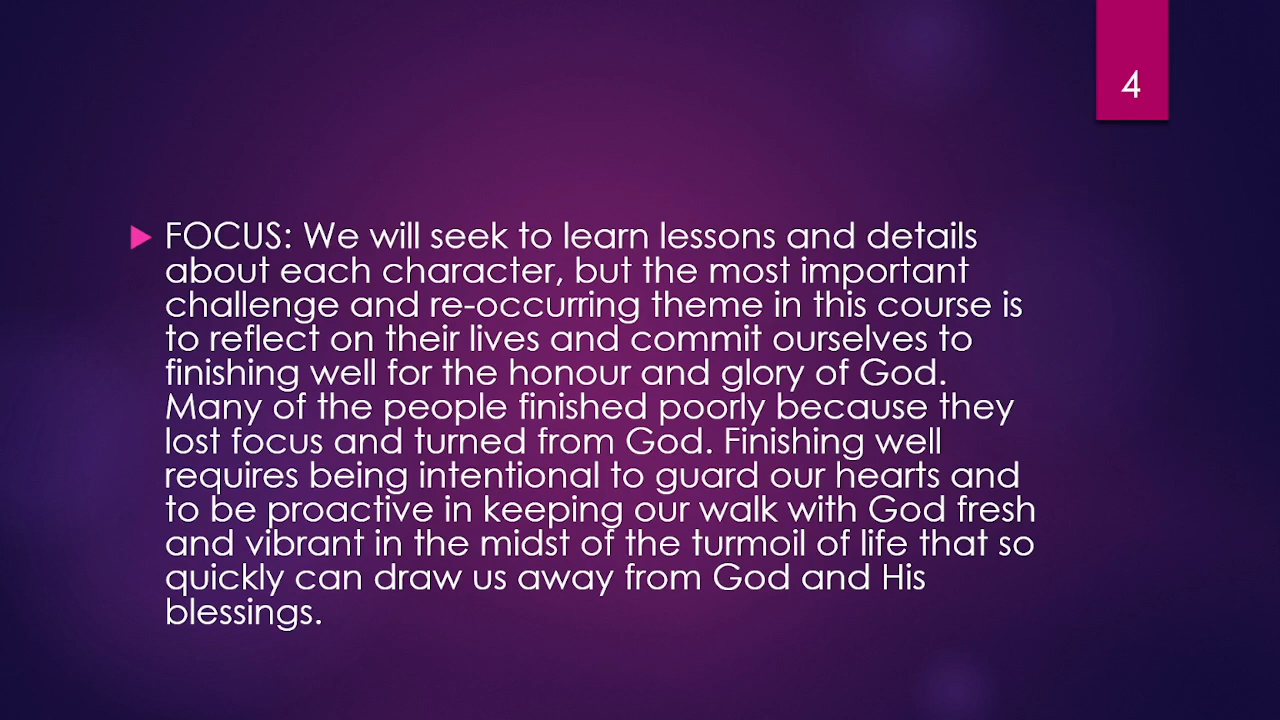 4
FOCUS: We will seek to learn lessons and details
about each character, but the most important
challenge and re-occurring theme in this course is
to reflect on their lives and commit ourselves to
finishing well for the honour and glory of God.
Many of the people finished poorly because they
lost focus and turned from God. Finishing well
requires being intentional to guard our hearts and
to be proactive in keeping our walk with God fresh
and vibrant in the midst of the turmoil of life that so
quickly can draw us away from God and His
blessings.